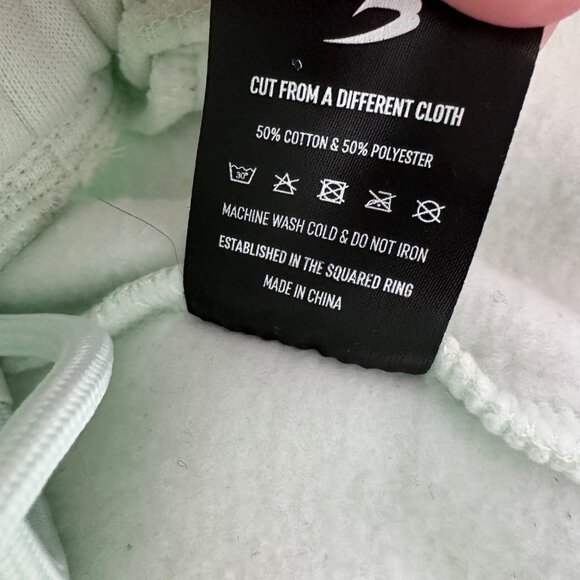 CUT FROM A DIFFERENT CLOTH
50% COTTON & 50% POLYESTER
30°
MACHINE WASH COLD & DO NOT IRON
ESTABLISHED IN THE SQUARED RING
MADE IN CHINA